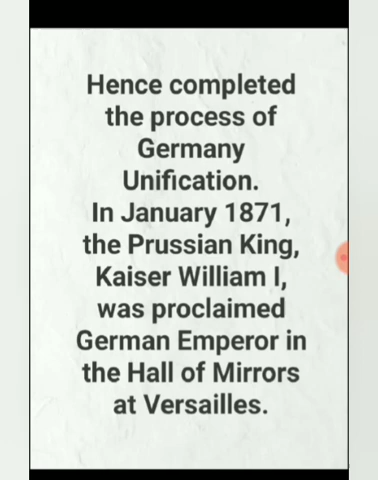 Hence completed
the process of
Germany
Unification.
In January 1871,
the Prussian King,
Kaiser William I,
was proclaimed
German Emperor in
the Hall of Mirrors
at Versailles.